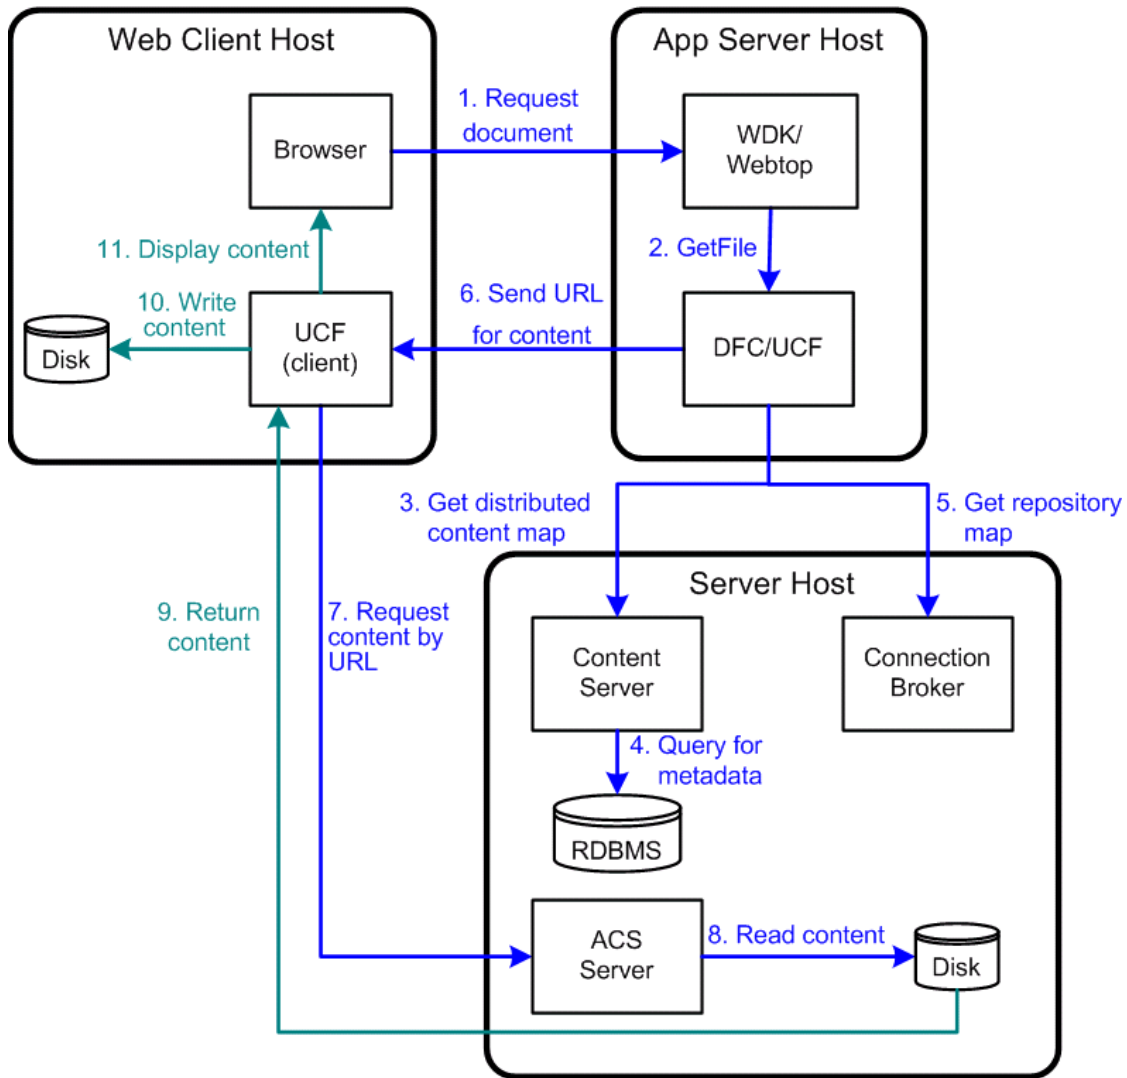 Web Client Host
App Server Host
1. Request
document
Browser
WDK/
Webtop
11. Display content
2. GetFile
10. Write
content
6. Send URL
for content
Disk
UCF
(client)
DFC/UCF
3. Get distributed
content map
5. Get repository
map
Server Host
9. Return
content
7. Request
content by
URL
Content
Server
Connection
Broker
4. Query for
metadata
RDBMS
ACS
Server
8. Read content
Disk